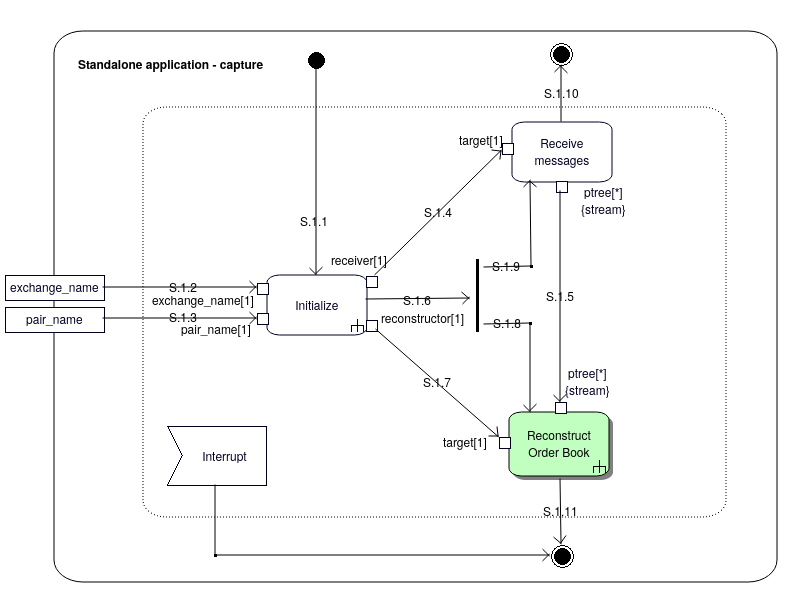 Standalone application - capture
S.1.10
target[1]
Receive
messages
ptree[*]
{stream}
S.1.4
S.1.1
receiver[1]
S.1.9
exchange_name
S.1.2
exchange_name[1]
Initialize
S.1.6
S.1.5
pair_name
S.1.3
pair_name[1]
reconstructor[1]
S.1.8
ptree[*]
{stream}
S.1.7
target[1]
Reconstruct
Order Book
Interrupt
S.1.11